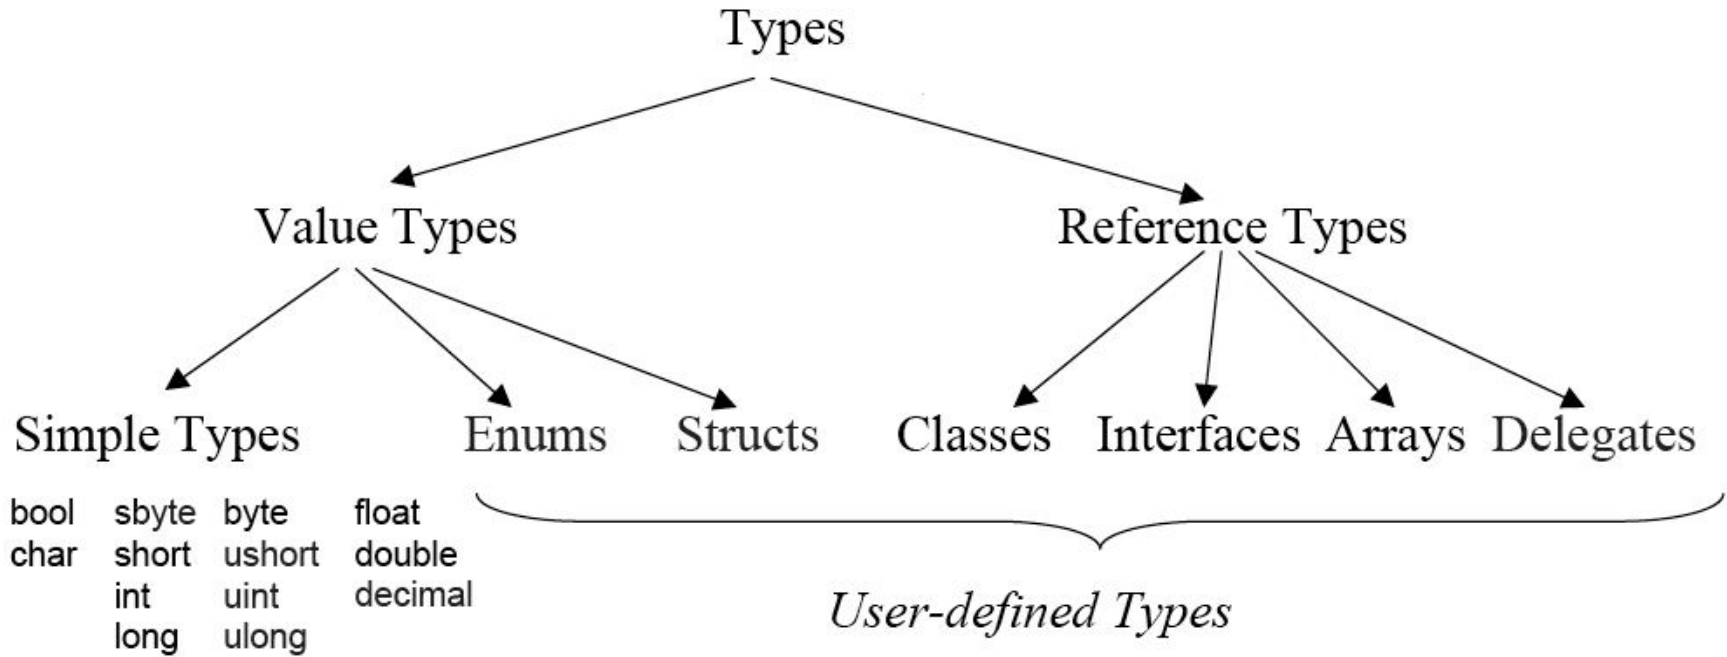 Types
Value Types Reference Types
Simple Types Enums Structs Classes Interfaces Arrays Delegates
bool sbyte byte float
char short ushort double
int uint decimal
long ulong
User-defined Types